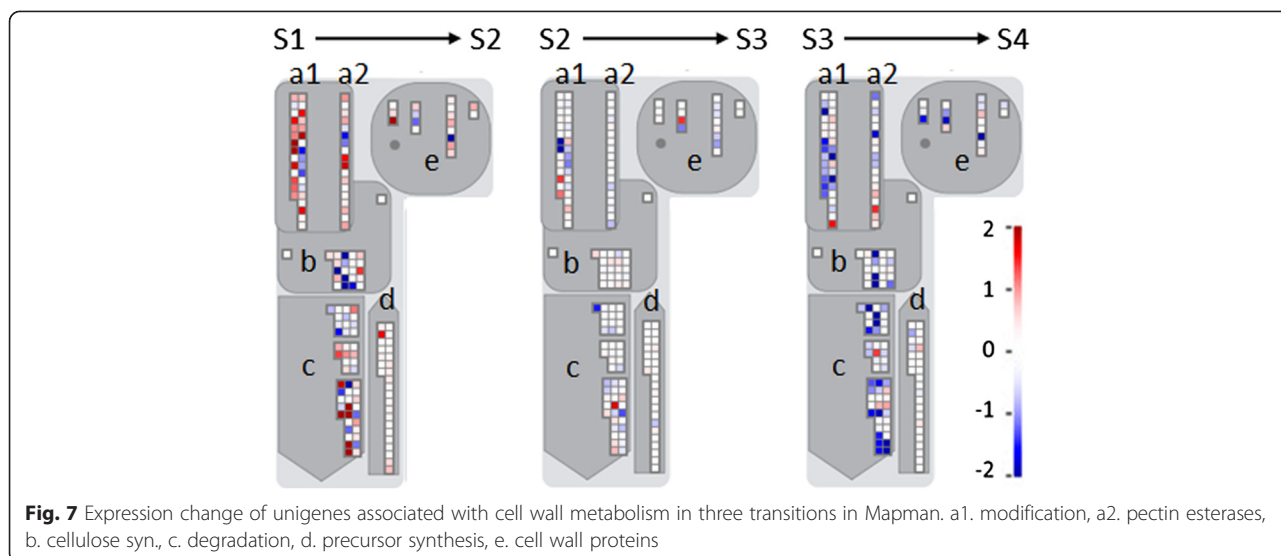 S1 S2 S2 S3 S3 S4
a1 a2 a1 a2 a1 a2
e e e
b b b
d d d
c c c
2
1
0
-1
-2
Fig. 7 Expression change of unigenes associated with cell wall metabolism in three transitions in Mapman. a1. modification, a2. pectin esterases,
b. cellulose syn., c. degradation, d. precursor synthesis, e. cell wall proteins